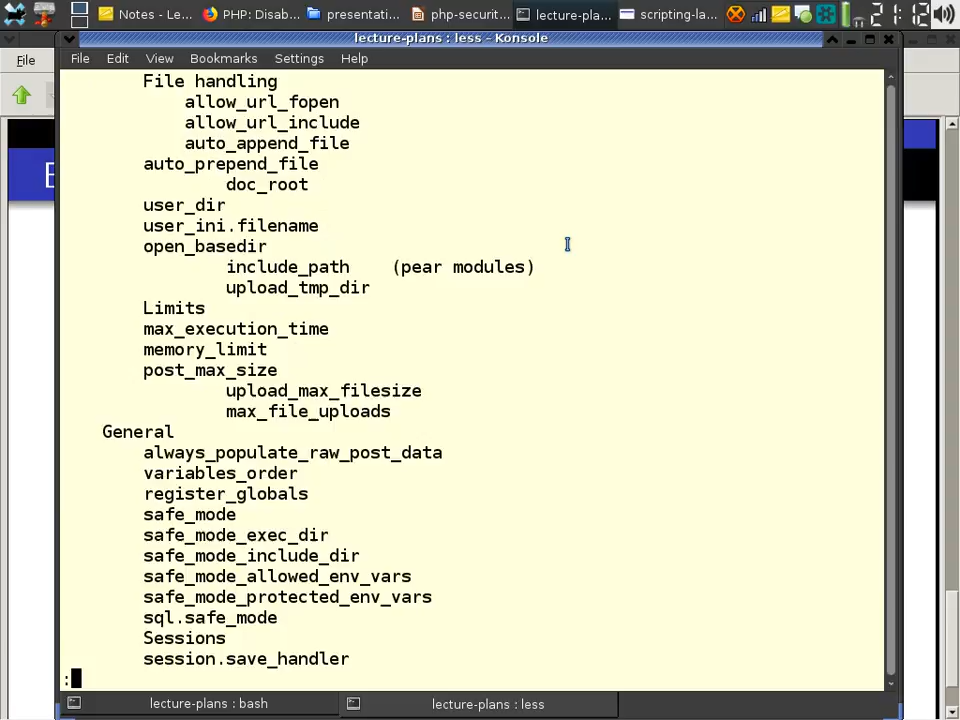 Notes - Le...
PHP: Disab...
presentati...
php-securit...
lecture-pla...
scripting-la...
21:12
lecture-plans : less - Konsole
File
File Edit View Bookmarks Settings Help
File handling
allow_url_fopen
allow_url_include
auto_append_file
auto_prepend_file
doc_root
user_dir
user_ini.filename
open_basedir
include_path (pear modules)
upload_tmp_dir
Limits
max_execution_time
memory_limit
post_max_size
upload_max_filesize
max_file_uploads
General
always_populate_raw_post_data
variables_order
register_globals
safe_mode
safe_mode_exec_dir
safe_mode_include_dir
safe_mode_allowed_env_vars
safe_mode_protected_env_vars
sql.safe_mode
Sessions
session.save_handler
:
lecture-plans : bash
lecture-plans : less